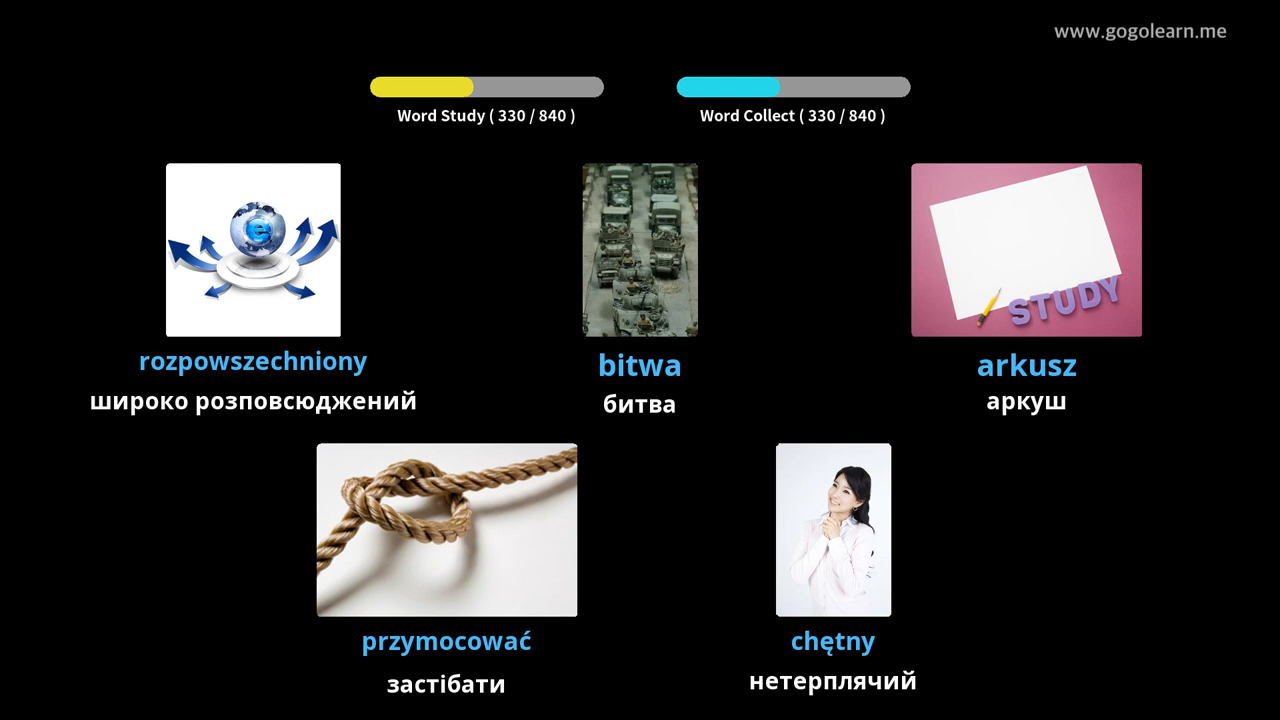 www.gogolearn.me
Word Study ( 330 / 840 )
Word Collect ( 330 / 840 )
e
STUDY
rozpowszechniony
широко розповсюджений
bitwa
битва
arkusz
аркуш
przymocować
застібати
chętny
нетерплячий